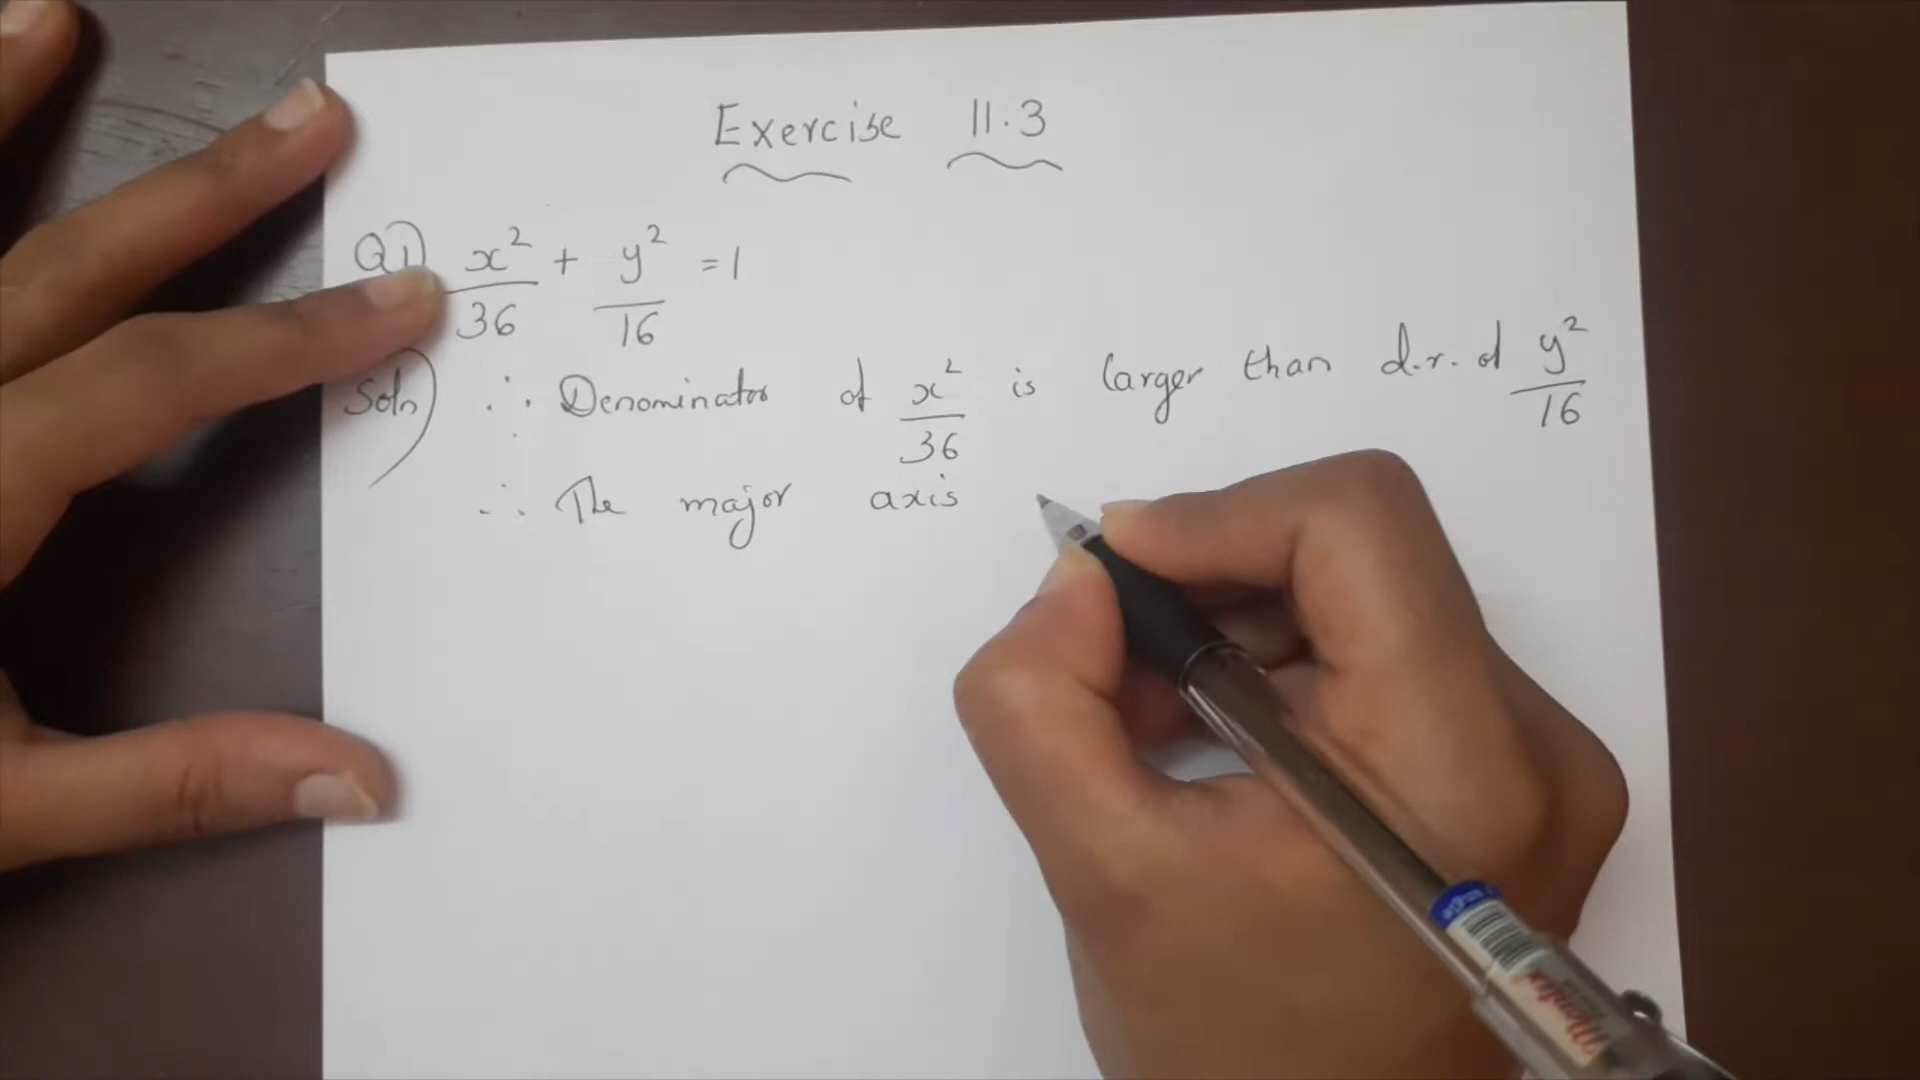 Exercise 11.3
Q1) x²/36 + y²/16 = 1
Soln) ∵ Denominator of x²/36 is larger than d.r. of y²/16
∴ The major axis
Montex